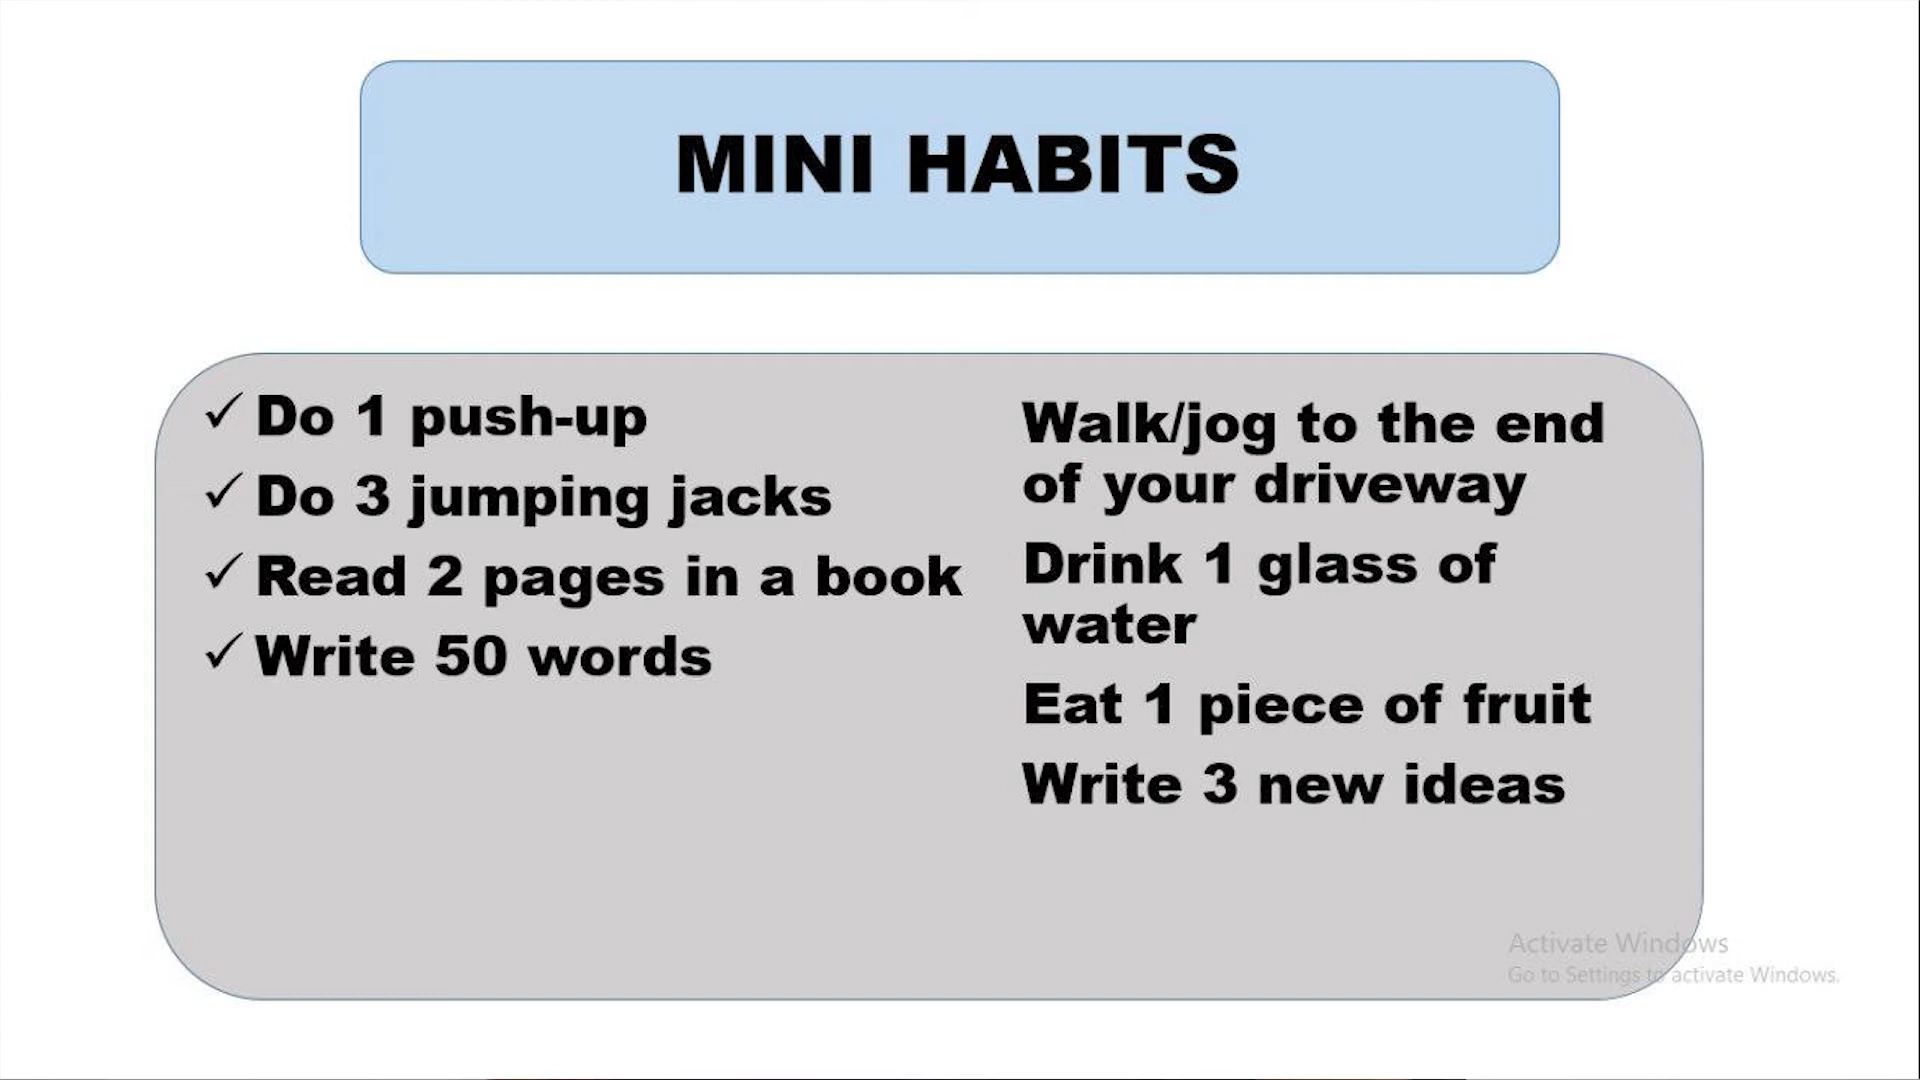 MINI HABITS
✓ Do 1 push-up
✓ Do 3 jumping jacks
✓ Read 2 pages in a book
✓ Write 50 words
Walk/jog to the end
of your driveway
Drink 1 glass of
water
Eat 1 piece of fruit
Write 3 new ideas
Activate Windows
Go to Settings to activate Windows.